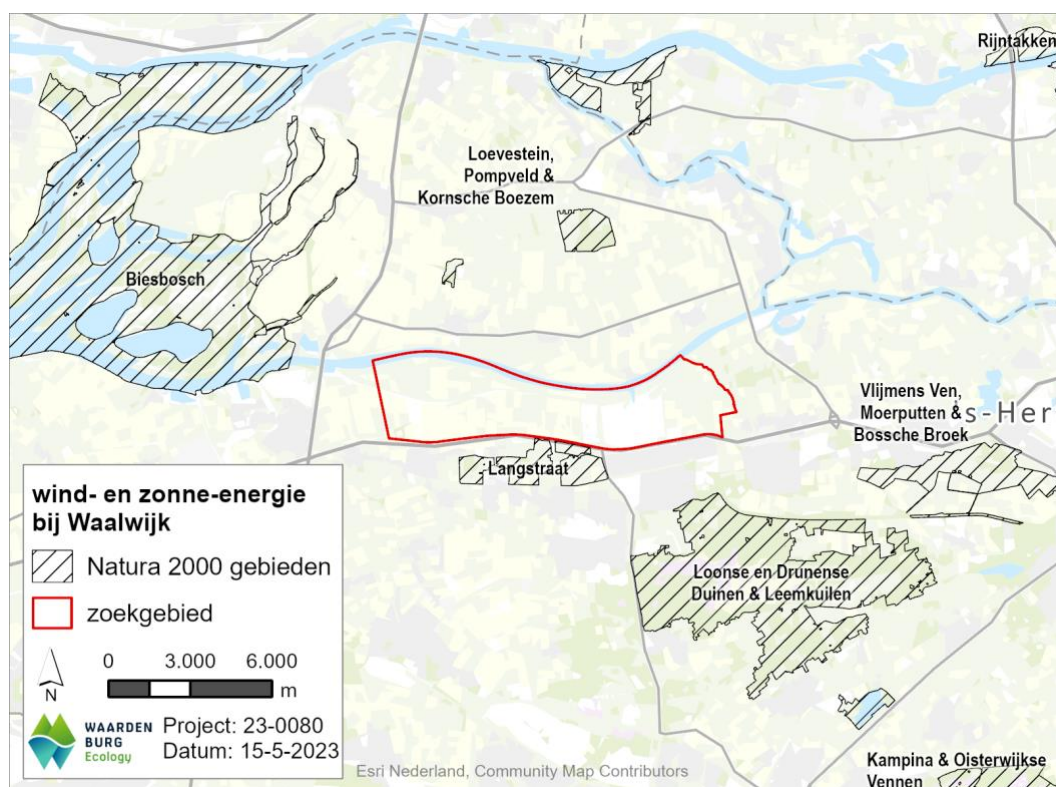 Rijntakken
Loevestein,
Pompveld &
Kornsche Boezem
Biesbosch
Vlijmens Ven,
Moerputten &
Bossche Broek
's-Her
Langstraat
Loonse en Drunense
Duinen & Leemkuilen
Kampina & Oisterwijkse
Vennen
wind- en zonne-energie
bij Waalwijk
Natura 2000 gebieden
zoekgebied
N
0 3.000 6.000
m
WAARDEN
BURG
Ecology
Project: 23-0080
Datum: 15-5-2023
Esri Nederland, Community Map Contributors